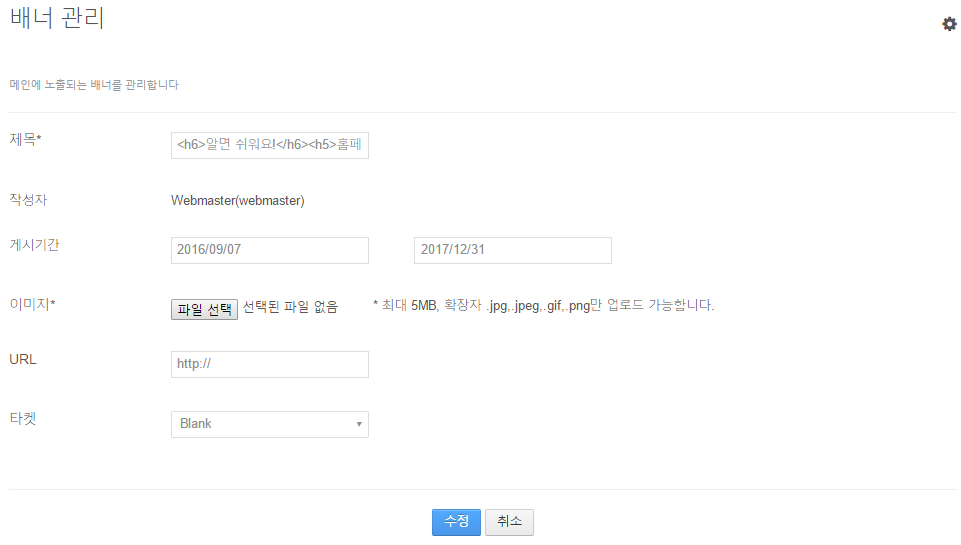 배너 관리
메인에 노출되는 배너를 관리합니다
제목* <h6>알면 쉬워요!</h6><h5>홈페
작성자 Webmaster(webmaster)
게시기간 2016/09/07 2017/12/31
이미지* 파일 선택 선택된 파일 없음 * 최대 5MB, 확장자 .jpg,.jpeg,.gif,.png만 업로드 가능합니다.
URL http://
타켓 Blank
수정 취소